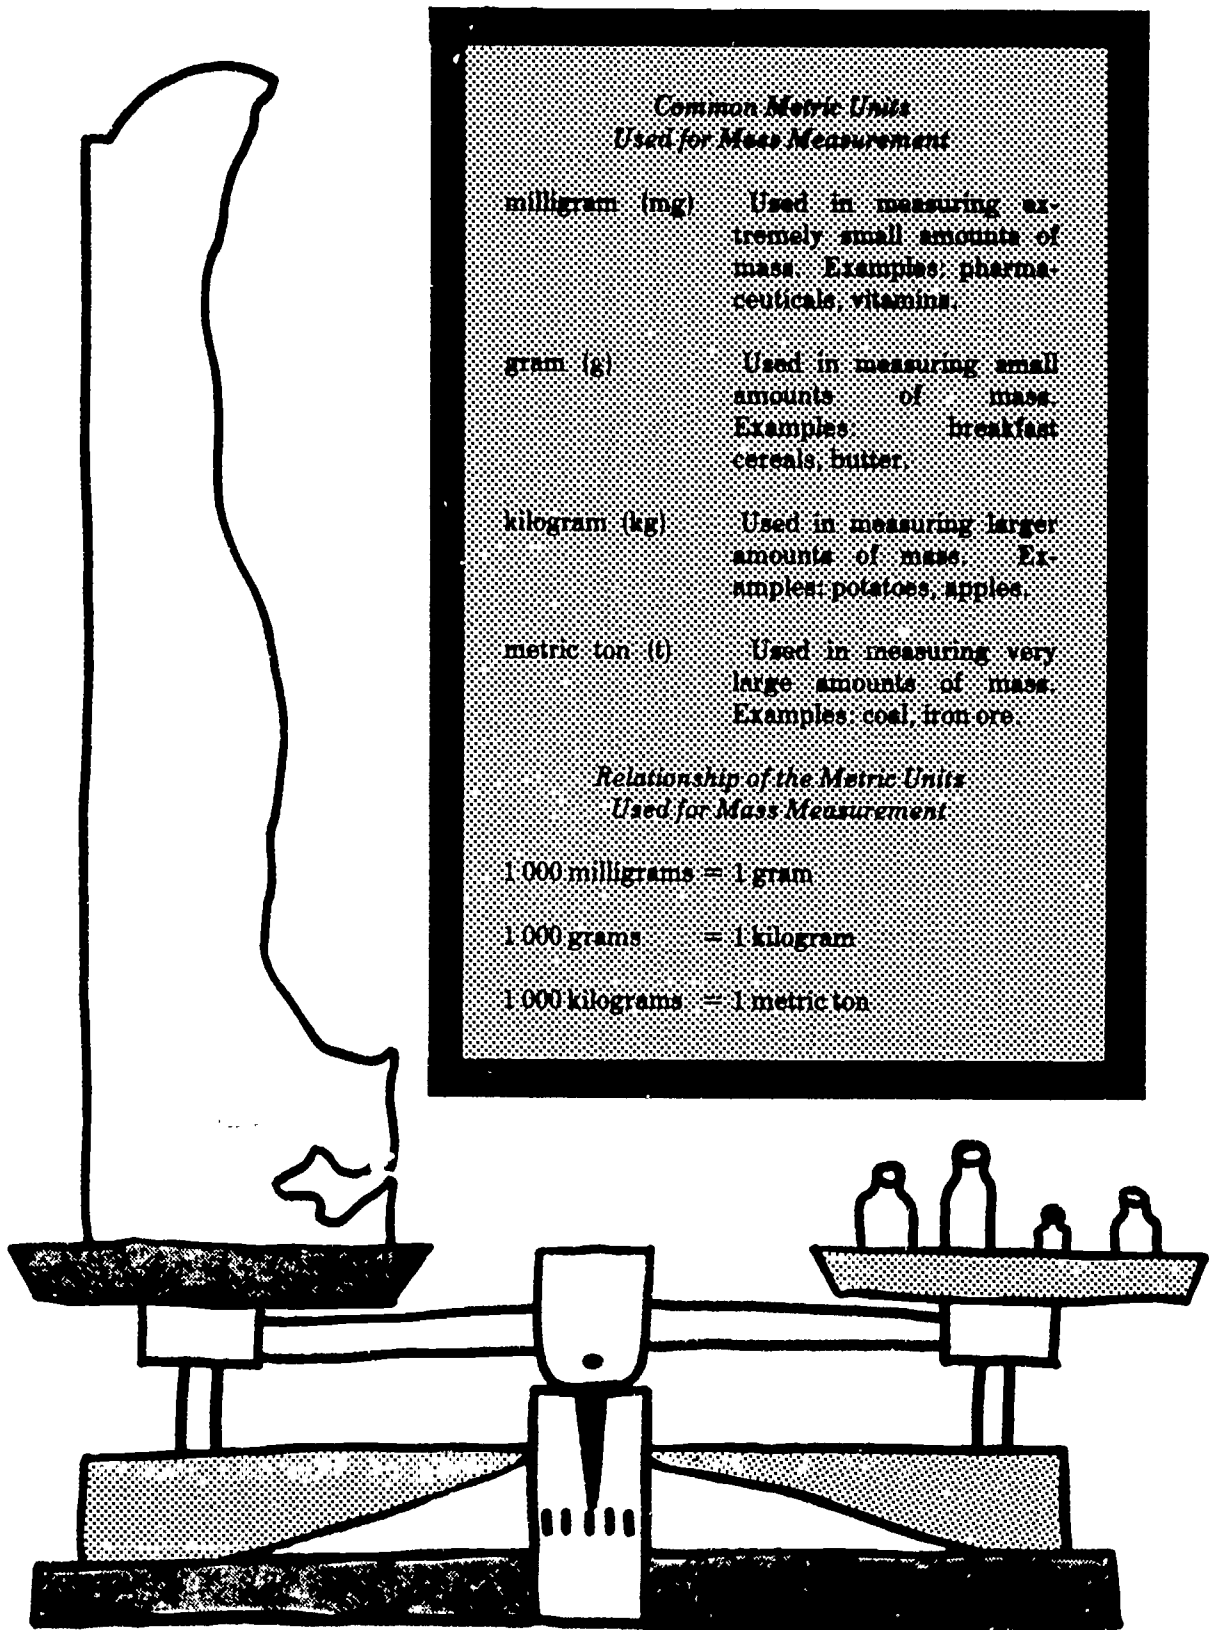 Common Metric Units
Used for Mass Measurement
milligram (mg) Used in measuring ex-
tremely small amounts of
mass. Examples: pharma-
ceuticals, vitamins.
gram (g) Used in measuring small
amounts of mass.
Examples breakfast
cereals, butter.
kilogram (kg) Used in measuring larger
amounts of mass. Ex-
amples: potatoes, apples.
metric ton (t) Used in measuring very
large amounts of mass.
Examples: coal, iron ore.
Relationship of the Metric Units
Used for Mass Measurement
1 000 milligrams = 1 gram
1 000 grams = 1 kilogram
1 000 kilograms = 1 metric ton